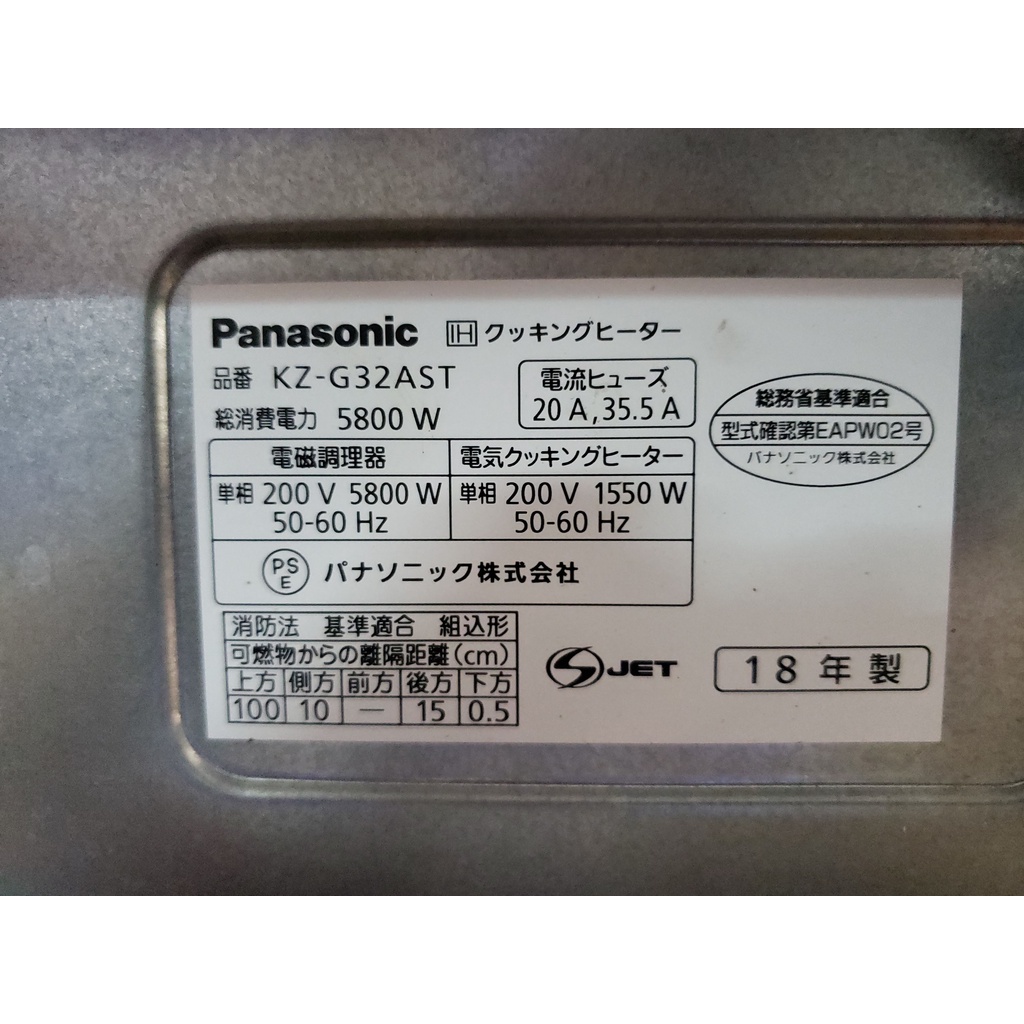 Panasonic IH クッキングヒーター
品番 KZ-G32AST
総消費電力 5800 W
電流ヒューズ
20 A,35.5 A
総務省基準適合
型式確認第EAPW02号
パナソニック株式会社
電磁調理器 電気クッキングヒーター
単相 200 V 5800 W 単相 200 V 1550 W
50-60 Hz 50-60 Hz
PS
E パナソニック株式会社
消防法 基準適合 組込形
可燃物からの離隔距離(cm)
上方 側方 前方 後方 下方
100 10 — 15 0.5
S JET
18年製